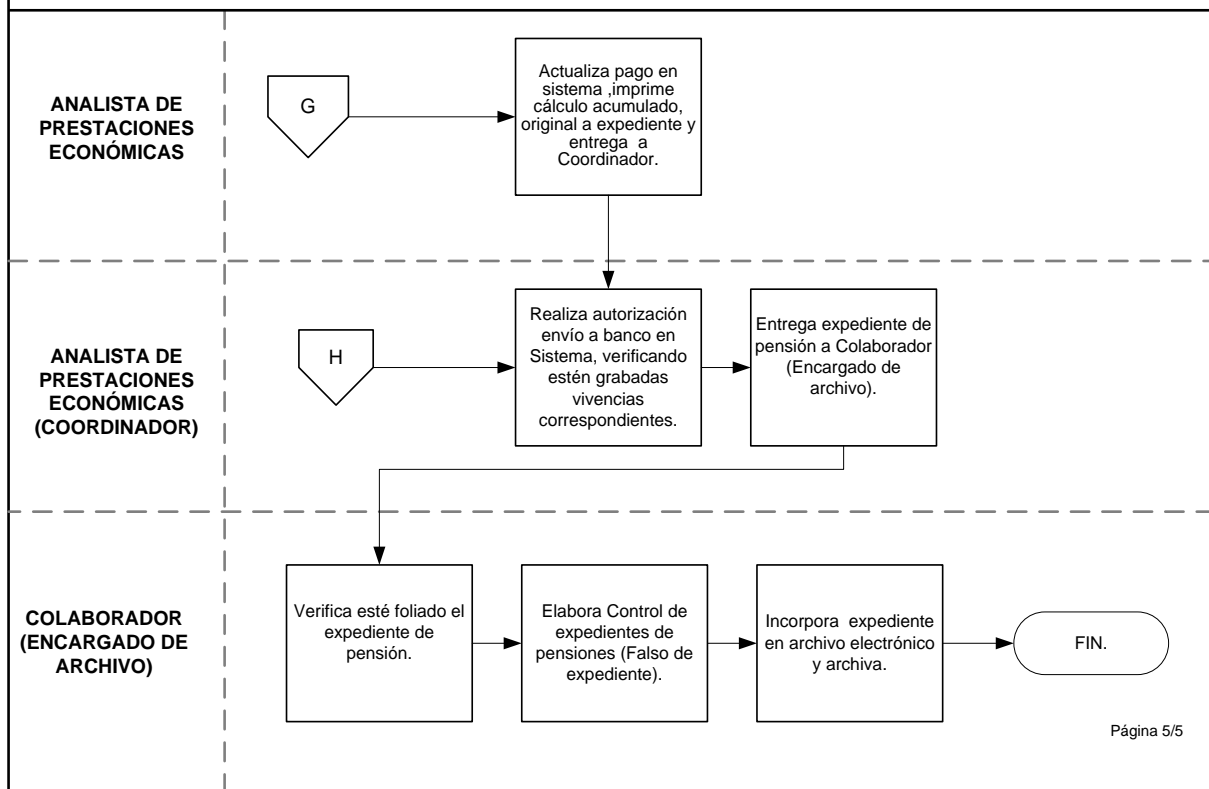 ANALISTA DE
PRESTACIONES
ECONÓMICAS
G
Actualiza pago en
sistema ,imprime
cálculo acumulado,
original a expediente y
entrega a
Coordinador.
ANALISTA DE
PRESTACIONES
ECONÓMICAS
(COORDINADOR)
H
Realiza autorización
envío a banco en
Sistema, verificando
estén grabadas
vivencias
correspondientes.
Entrega expediente de
pensión a Colaborador
(Encargado de
archivo).
COLABORADOR
(ENCARGADO DE
ARCHIVO)
Verifica esté foliado el
expediente de
pensión.
Elabora Control de
expedientes de
pensiones (Falso de
expediente).
Incorpora expediente
en archivo electrónico
y archiva.
FIN.
Página 5/5